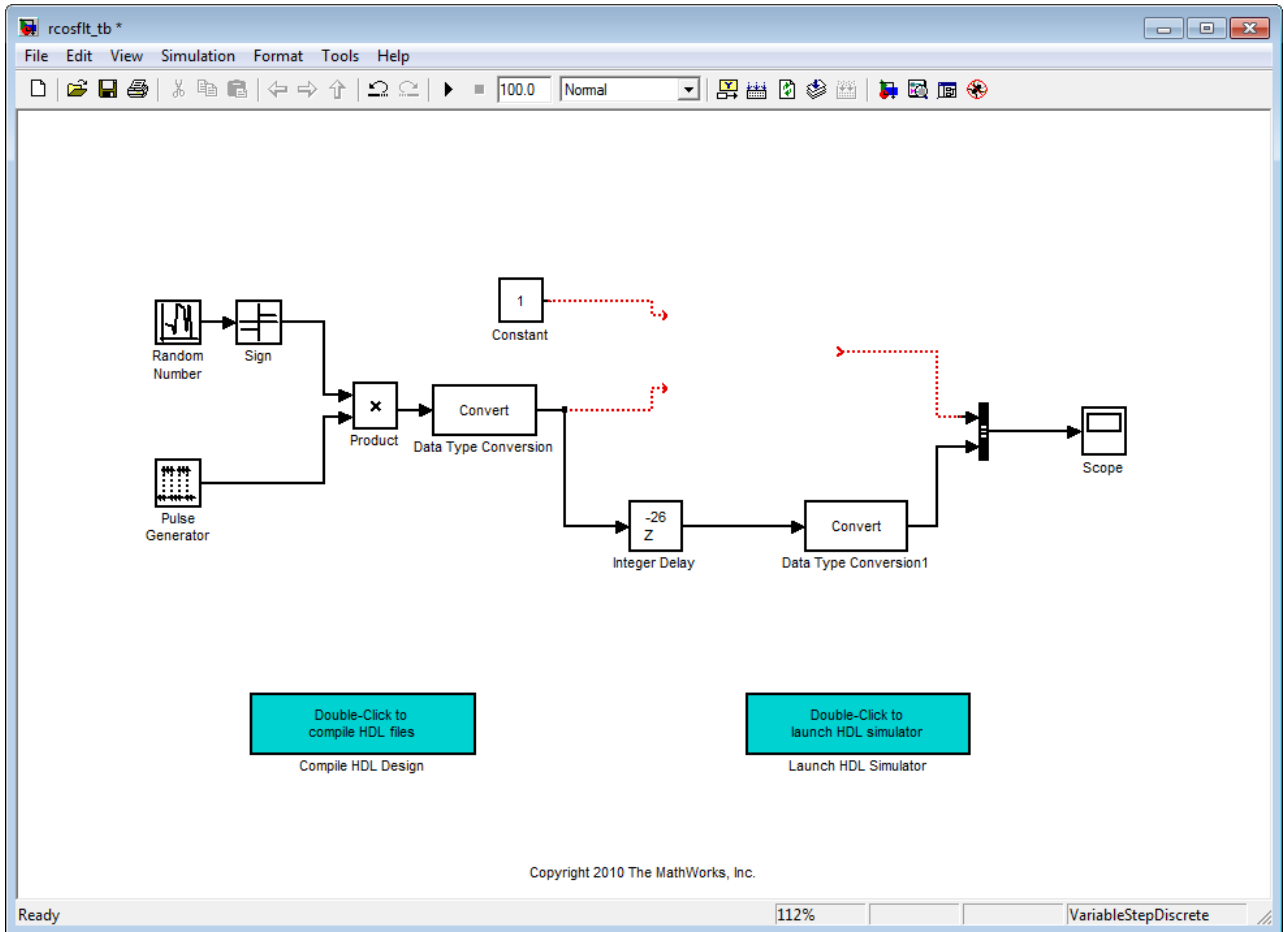 rcosflt_tb *
File Edit View Simulation Format Tools Help
100.0 Normal
1
Constant
Random
Number
Sign
×
Product
Convert
Data Type Conversion
Scope
Pulse
Generator
-26
Z
Integer Delay
Convert
Data Type Conversion1
Double-Click to
compile HDL files
Compile HDL Design
Double-Click to
launch HDL simulator
Launch HDL Simulator
Copyright 2010 The MathWorks, Inc.
Ready 112% VariableStepDiscrete